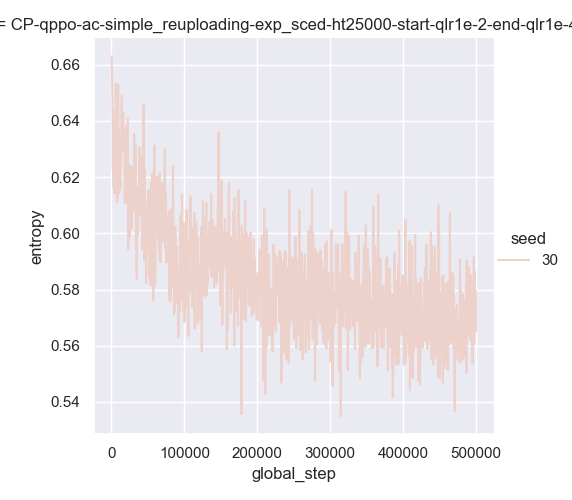 = CP-qppo-ac-simple_reuploading-exp_sced-ht25000-start-qlr1e-2-end-qlr1e-4
0.66
0.64
0.62
0.60
0.58
0.56
0.54
entropy
0 100000 200000 300000 400000 500000
global_step
seed
30